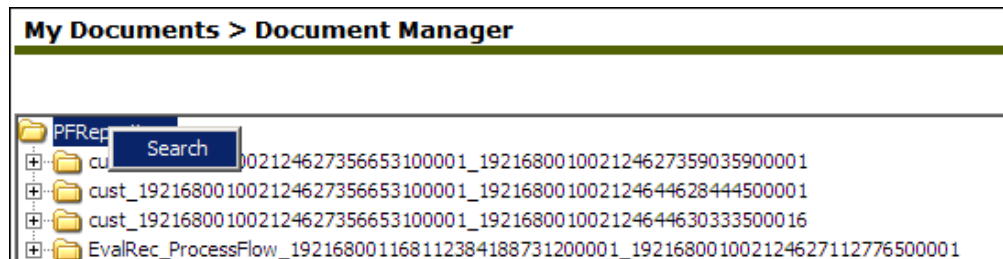 My Documents > Document Manager
PFRep
Search
cu 002124627356653100001_192168001002124627359035900001
cust_192168001002124627356653100001_192168001002124644628444500001
cust_192168001002124627356653100001_192168001002124644630333500016
EvalRec_ProcessFlow_192168001168112384188731200001_192168001002124627112776500001